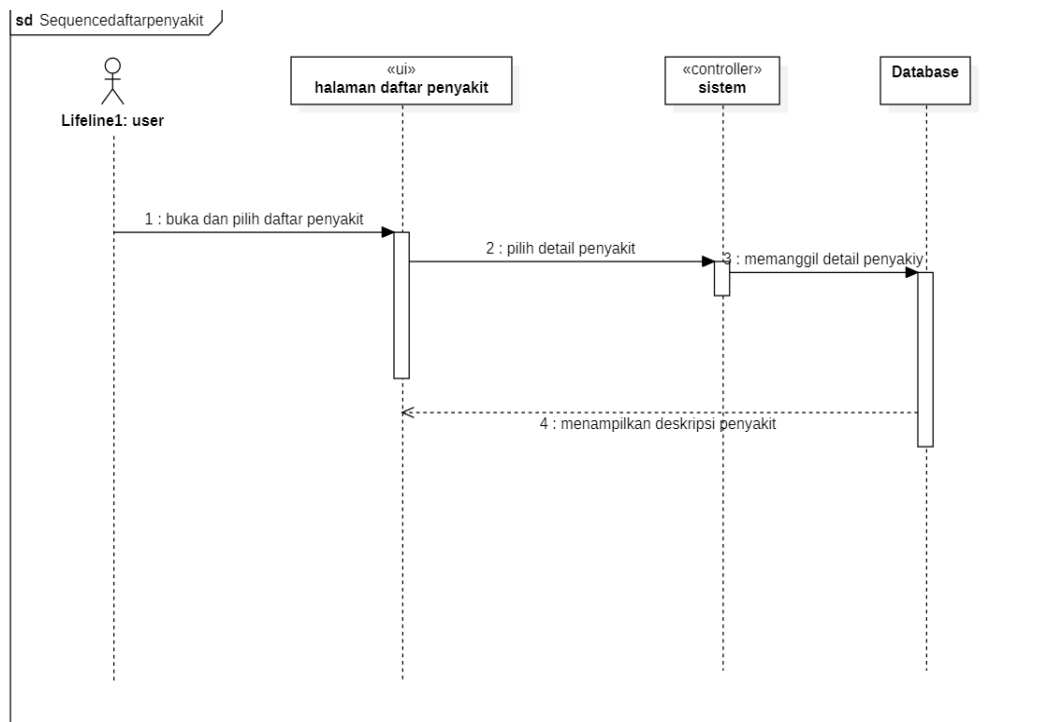 sd Sequencedaftarpenyakit
«ui»
halaman daftar penyakit
«controller»
sistem
Database
Lifeline1: user
1 : buka dan pilih daftar penyakit
2 : pilih detail penyakit
3 : memanggil detail penyakiy
4 : menampilkan deskripsi penyakit